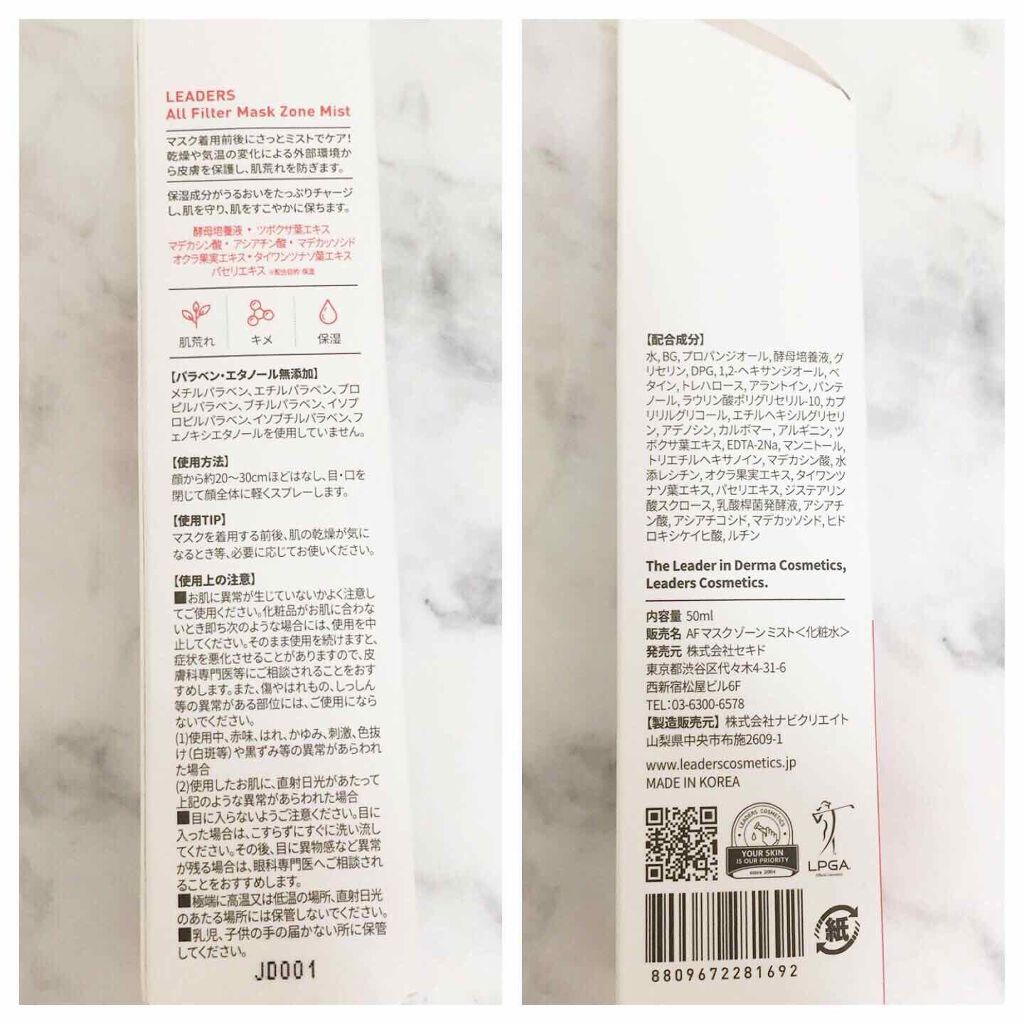 LEADERS
All Filter Mask Zone Mist
マスク着用前後にさっとミストでケア!
乾燥や気温の変化による外部環境か
ら皮膚を保護し、肌荒れを防ぎます。
保湿成分がうるおいをたっぷりチャージ
し、肌を守り、肌をすこやかに保ちます。
酵母培養液・ツボクサ葉エキス
マデカシン酸・アシアチン酸・マデカッソシド
オクラ果実エキス・タイワンツナソ葉エキス
パセリエキス ※配合目的:保湿
肌荒れ キメ 保湿
【パラベン・エタノール無添加】
メチルパラベン、エチルパラベン、プロ
ピルパラベン、ブチルパラベン、イソプ
ロピルパラベン、イソブチルパラベン、フ
ェノキシエタノールを使用していません。
【使用方法】
顔から約20〜30cmほどはなし、目・口を
閉じて顔全体に軽くスプレーします。
【使用TIP】
マスクを着用する前後、肌の乾燥が気に
なるとき等、必要に応じてお使いください。
【使用上の注意】
■お肌に異常が生じていないかよく注意し
てご使用ください。化粧品がお肌に合わな
いとき即ち次のような場合には、使用を中
止してください。そのまま使用を続けますと、
症状を悪化させることがありますので、皮
膚科専門医等にご相談されることをおす
すめします。また、傷やはれもの、しっしん
等の異常がある部位には、ご使用になら
ないでください。
(1)使用中、赤味、はれ、かゆみ、刺激、色抜
け(白斑等)や黒ずみ等の異常があらわれ
た場合
(2)使用したお肌に、直射日光があたって
上記のような異常があらわれた場合
■目に入らないようご注意ください。目に
入った場合は、こすらずにすぐに洗い流し
てください。その後、目に異物感など異常
が残る場合は、眼科専門医へご相談され
ることをおすすめします。
■極端に高温又は低温の場所、直射日光
のあたる場所には保管しないでください。
■乳児、子供の手の届かない所に保管
してください。
JD001
【配合成分】
水, BG, プロパンジオール, 酵母培養液, グ
リセリン, DPG, 1,2-ヘキサンジオール, ベ
タイン, トレハロース, アラントイン, パンテ
ノール, ラウリン酸ポリグリセリル-10, カプ
リリルグリコール, エチルヘキシルグリセリ
ン, アデノシン, カルボマー, アルギニン, ツ
ボクサ葉エキス, EDTA-2Na, マンニトール,
トリエチルヘキサノイン, マデカシン酸, 水
添レシチン, オクラ果実エキス, タイワンツ
ナソ葉エキス, パセリエキス, ジステアリン
酸スクロース, 乳酸桿菌発酵液, アシアチ
ン酸, アシアチコシド, マデカッソシド, ヒド
ロキシケイヒ酸, ルチン
The Leader in Derma Cosmetics,
Leaders Cosmetics.
内容量 50ml
販売名 AFマスクゾーンミスト<化粧水>
発売元 株式会社セキド
東京都渋谷区代々木4-31-6
西新宿松屋ビル6F
TEL:03-6300-6578
【製造販売元】 株式会社ナビクリエイト
山梨県中央市布施2609-1
www.leaderscosmetics.jp
MADE IN KOREA
LEADERS COSMETICS
YOUR SKIN
IS OUR PRIORITY
since 2004
LPGA
紙
8809672281692